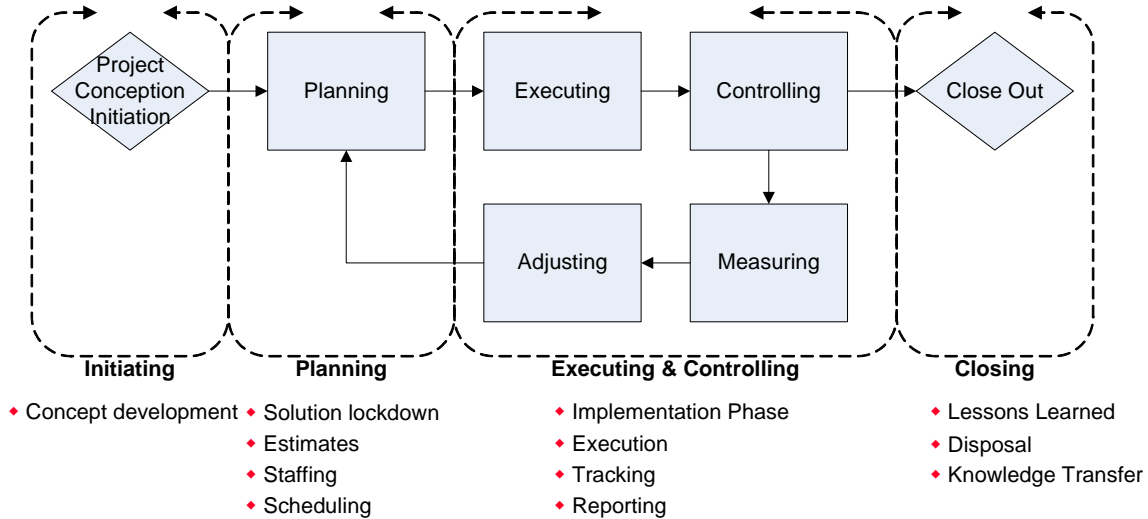 Project
Conception
Initiation
Planning
Executing
Controlling
Close Out
Adjusting
Measuring
Initiating
Planning
Executing & Controlling
Closing
Concept development
Solution lockdown
Estimates
Staffing
Scheduling
Implementation Phase
Execution
Tracking
Reporting
Lessons Learned
Disposal
Knowledge Transfer